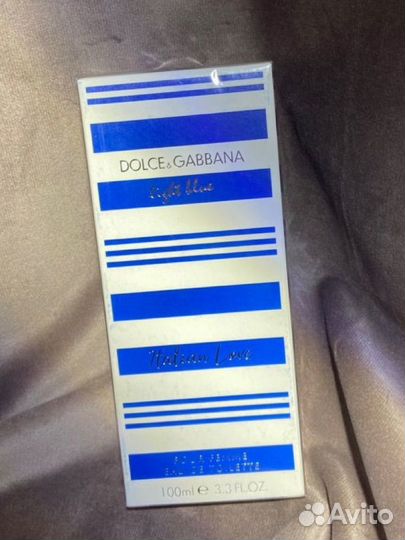 DOLCE&GABBANA
light blue
Italian Love
POUR FEMME
EAU DE TOILETTE
100ml e 3.3 FL.OZ.
Avito